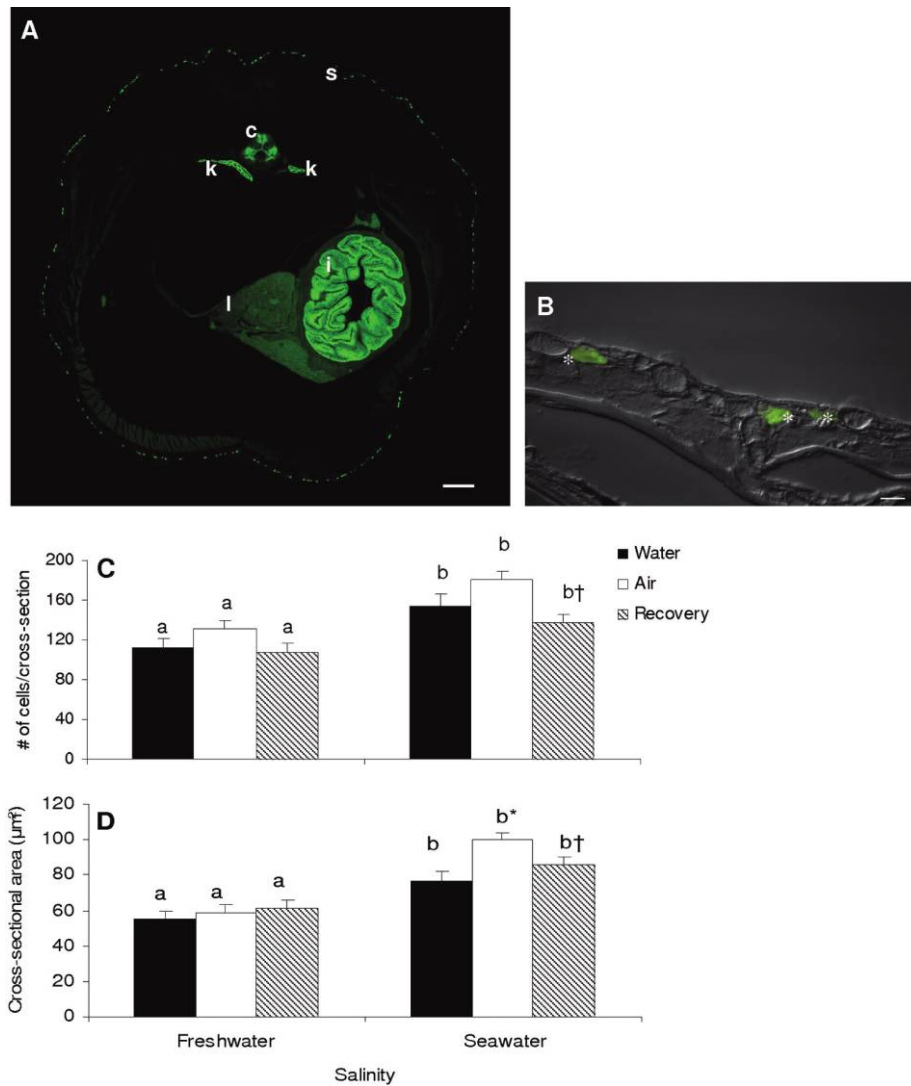 A
s
c
k k
i
l
B
* * *
C
# of cells/cross-section
200
160
120
80
40
0
a a a
b b b†
Water
Air
Recovery
D
Cross-sectional area (µm²)
120
100
80
60
40
20
0
a a a
b b* b†
Freshwater Seawater
Salinity